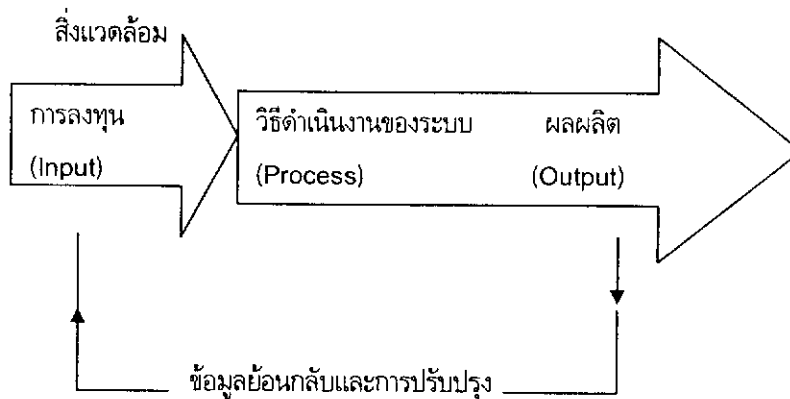 สิ่งแวดล้อม
การลงทุน
(Input)
วิธีดำเนินงานของระบบ
(Process)
ผลผลิต
(Output)
ข้อมูลย้อนกลับและการปรับปรุง